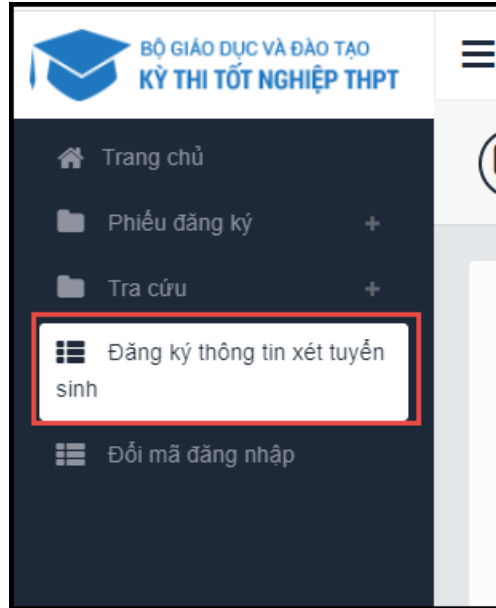 BỘ GIÁO DỤC VÀ ĐÀO TẠO
KỲ THI TỐT NGHIỆP THPT
Trang chủ
Phiếu đăng ký +
Tra cứu +
Đăng ký thông tin xét tuyển
sinh
Đổi mã đăng nhập